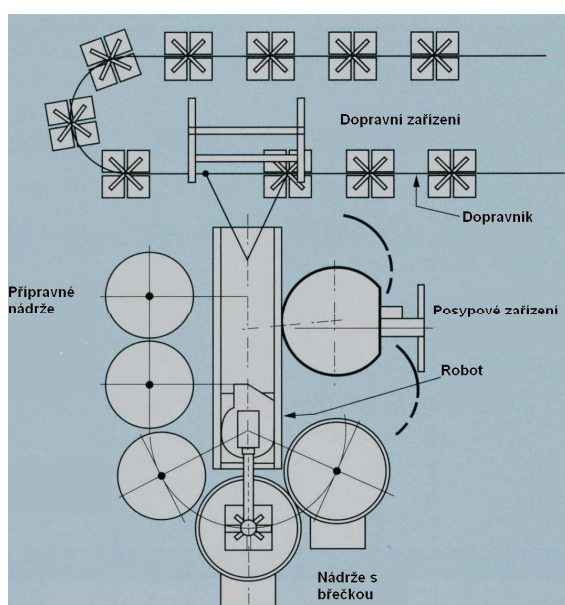 Dopravní zařízení
Dopravník
Přípravné
nádrže
Posypové zařízení
Robot
Nádrže s
břečkou